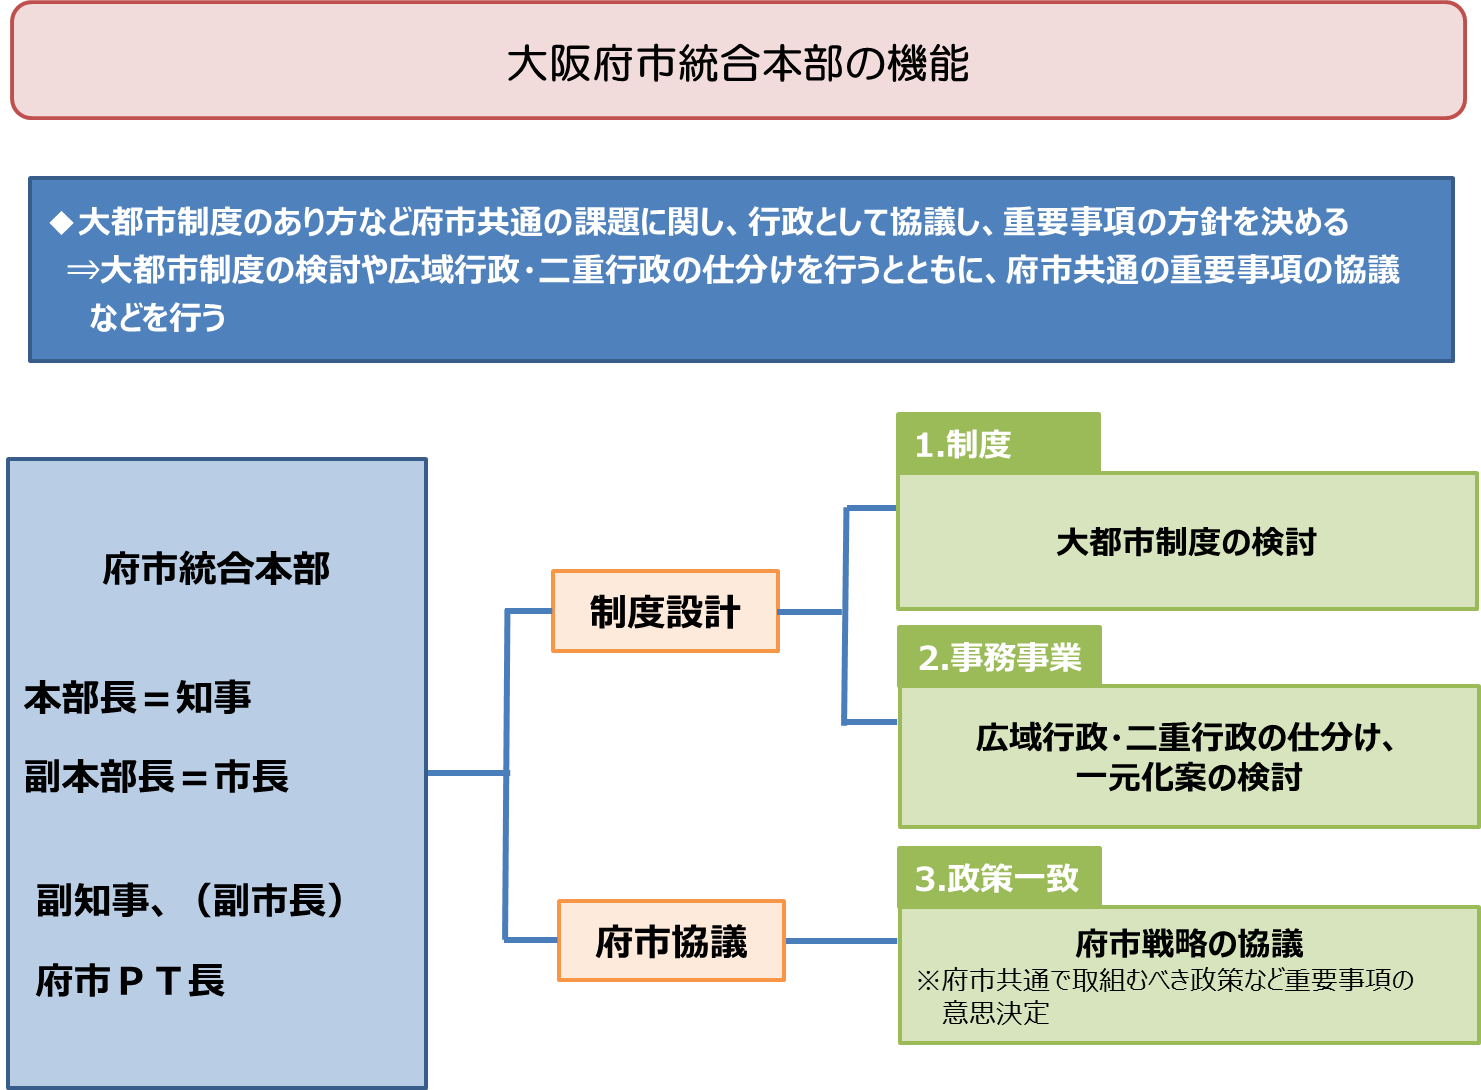 大阪府市統合本部の機能
◆大都市制度のあり方など府市共通の課題に関し、行政として協議し、重要事項の方針を決める
⇒大都市制度の検討や広域行政・二重行政の仕分けを行うとともに、府市共通の重要事項の協議
などを行う
府市統合本部
本部長＝知事
副本部長＝市長
副知事、（副市長）
府市ＰＴ長
制度設計
府市協議
1.制度
大都市制度の検討
2.事務事業
広域行政・二重行政の仕分け、
一元化案の検討
3.政策一致
府市戦略の協議
※府市共通で取組むべき政策など重要事項の
意思決定